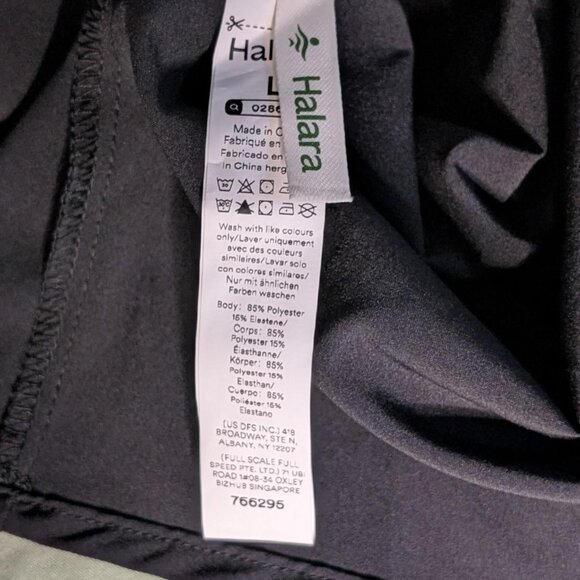 Halara
Hal
L
0286
Made in C
Fabriqué en
Fabricado en
In China herg
Wash with like colours
only/Laver uniquement
avec des couleurs
similaires/Lavar solo
con colores similares/
Nur mit ähnlichen
Farben waschen
Body: 85% Polyester
15% Elastane/
Corps: 85%
Polyester 15%
Élasthanne/
Körper: 85%
Polyester 15%
Elasthan/
Cuerpo: 85%
Poliéster 15%
Elastano
(US DFS INC.) 418
BROADWAY, STE N,
ALBANY, NY 12207
(FULL SCALE FULL
SPEED PTE. LTD.) 71 UBI
ROAD 1#08-34 OXLEY
BIZHUB SINGAPORE
766295